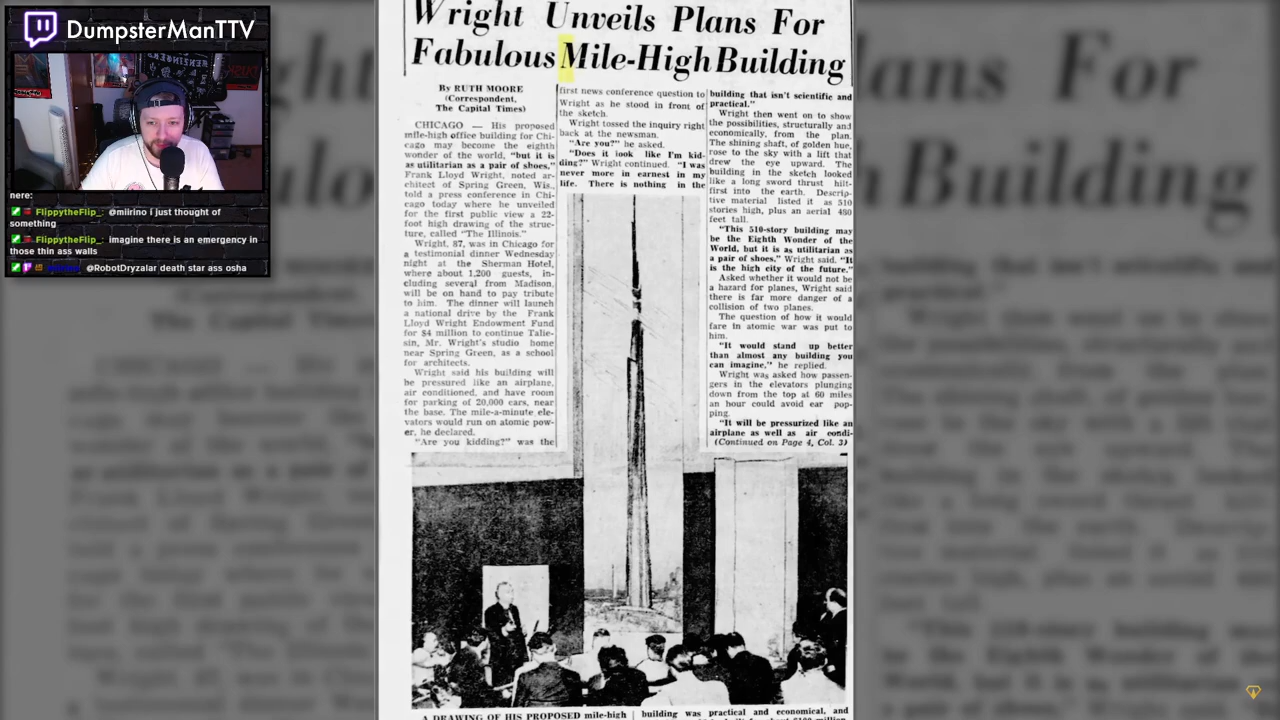 DumpsterManTTV
here:
FlippytheFlip_: @miirino i just thought of
something
FlippytheFlip_: imagine there is an emergency in
those thin ass walls
@RobotDryzalar death star ass osha
Wright Unveils Plans For
Fabulous Mile-High Building
By RUTH MOORE
(Correspondent,
The Capital Times)
CHICAGO — His proposed
mile-high office building for Chi-
cago may become the eighth
wonder of the world, "but it is
as utilitarian as a pair of shoes,"
Frank Lloyd Wright, noted ar-
chitect of Spring Green, Wis.,
told a press conference in Chi-
cago today where he unveiled
for the first public view a 22-
foot high drawing of the struc-
ture, called "The Illinois."
Wright, 87, was in Chicago for
a testimonial dinner Wednesday
night at the Sherman Hotel,
where about 1,200 guests, in-
cluding several from Madison,
will be on hand to pay tribute
to him. The dinner will launch
a national drive by the Frank
Lloyd Wright Endowment Fund
for $4 million to continue Talie-
sin, Mr. Wright's studio home
near Spring Green, as a school
for architects.
Wright said his building will
be pressured like an airplane,
air conditioned, and have room
for parking of 20,000 cars, near
the base. The mile-a-minute ele-
vators would run on atomic pow-
er, he declared.
"Are you kidding?" was the
first news conference question to
Wright as he stood in front of
the sketch.
Wright tossed the inquiry right
back at the newsman.
"Are you?" he asked.
"Does it look like I'm kid-
ding?" Wright continued. "I was
never more in earnest in my
life. There is nothing in the
building that isn't scientific and
practical."
Wright then went on to show
the possibilities, structurally and
economically, from the plan.
The shining shaft, of golden hue,
rose to the sky with a lift that
drew the eye upward. The
building in the sketch looked
like a long sword thrust hilt-
first into the earth. Descrip-
tive material listed it as 510
stories high, plus an aerial 480
feet tall.
"This 510-story building may
be the Eighth Wonder of the
World, but it is as utilitarian as
a pair of shoes." Wright said. "It
is the high city of the future."
Asked whether it would not be
a hazard for planes, Wright said
there is far more danger of a
collision of two planes.
The question of how it would
fare in atomic war was put to
him.
"It would stand up better
than almost any building you
can imagine," he replied.
Wright was asked how passen-
gers in the elevators plunging
down from the top at 60 miles
an hour could avoid ear pop-
ping.
"It will be pressurized like an
airplane as well as air condi-
(Continued on Page 4, Col. 3)
A DRAWING OF HIS PROPOSED mile-high
building was practical and economical, and